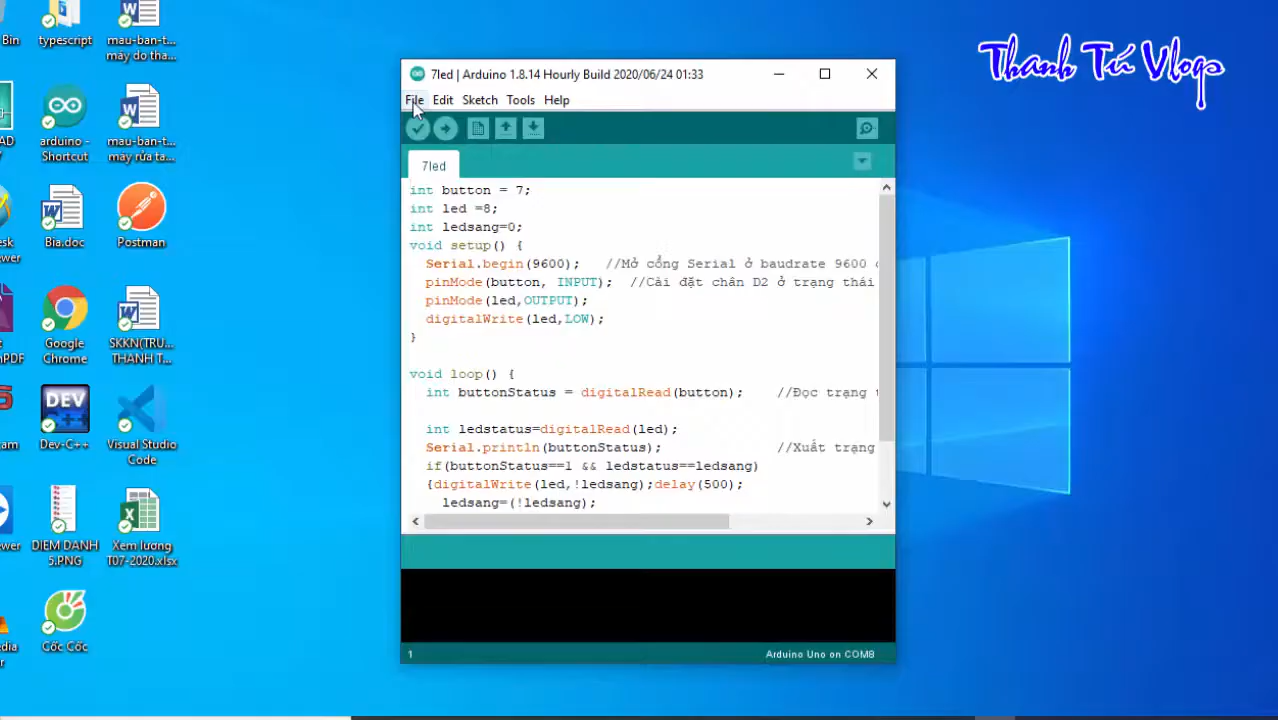 Thanh Tú Vlogs
Bin
typescript
mau-ban-t...
máy đo tha...
arduino -
Shortcut
mau-ban-t...
máy rửa ta...
Bia.doc
Postman
Google
Chrome
SKKN(TRU...
THANH T...
Dev-C++
Visual Studio
Code
DIEM DANH
5.PNG
Xem lương
T07-2020.xlsx
Cốc Cốc
7led | Arduino 1.8.14 Hourly Build 2020/06/24 01:33
File Edit Sketch Tools Help
7led
int button = 7;
int led =8;
int ledsang=0;
void setup() {
Serial.begin(9600); //Mở cổng Serial ở baudrate 9600
pinMode(button, INPUT); //Cài đặt chân D2 ở trạng thái
pinMode(led,OUTPUT);
digitalWrite(led,LOW);
}
void loop() {
int buttonStatus = digitalRead(button); //Đọc trạng
int ledstatus=digitalRead(led);
Serial.println(buttonStatus); //Xuất trạng
if(buttonStatus==1 && ledstatus==ledsang)
{digitalWrite(led,!ledsang);delay(500);
ledsang=(!ledsang);
1
Arduino Uno on COM8